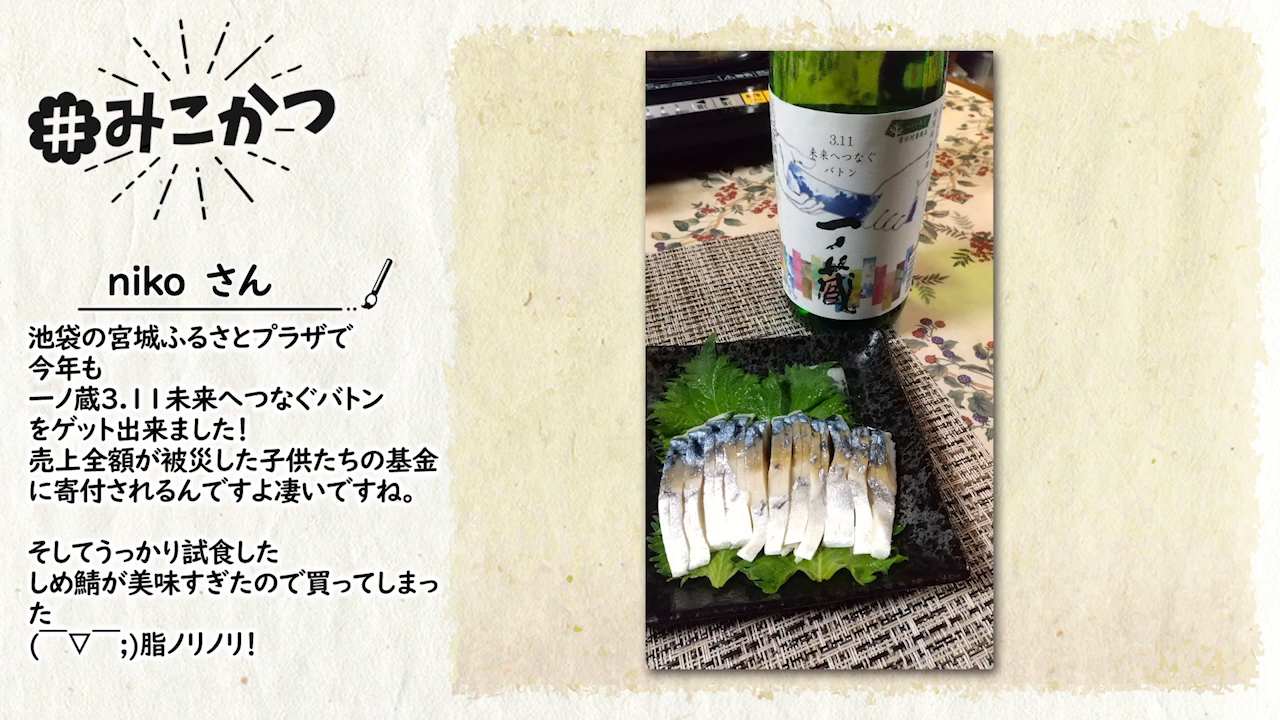 #みこかつ
niko さん
池袋の宮城ふるさとプラザで
今年も
一ノ蔵3.11未来へつなぐバトン
をゲット出来ました!
売上全額が被災した子供たちの基金
に寄付されるんですよ凄いですね。
そしてうっかり試食した
しめ鯖が美味すぎたので買ってしまっ
た
(￣▽￣;)脂ノリノリ!
3.11
未来へつなぐ
バトン
一ノ蔵